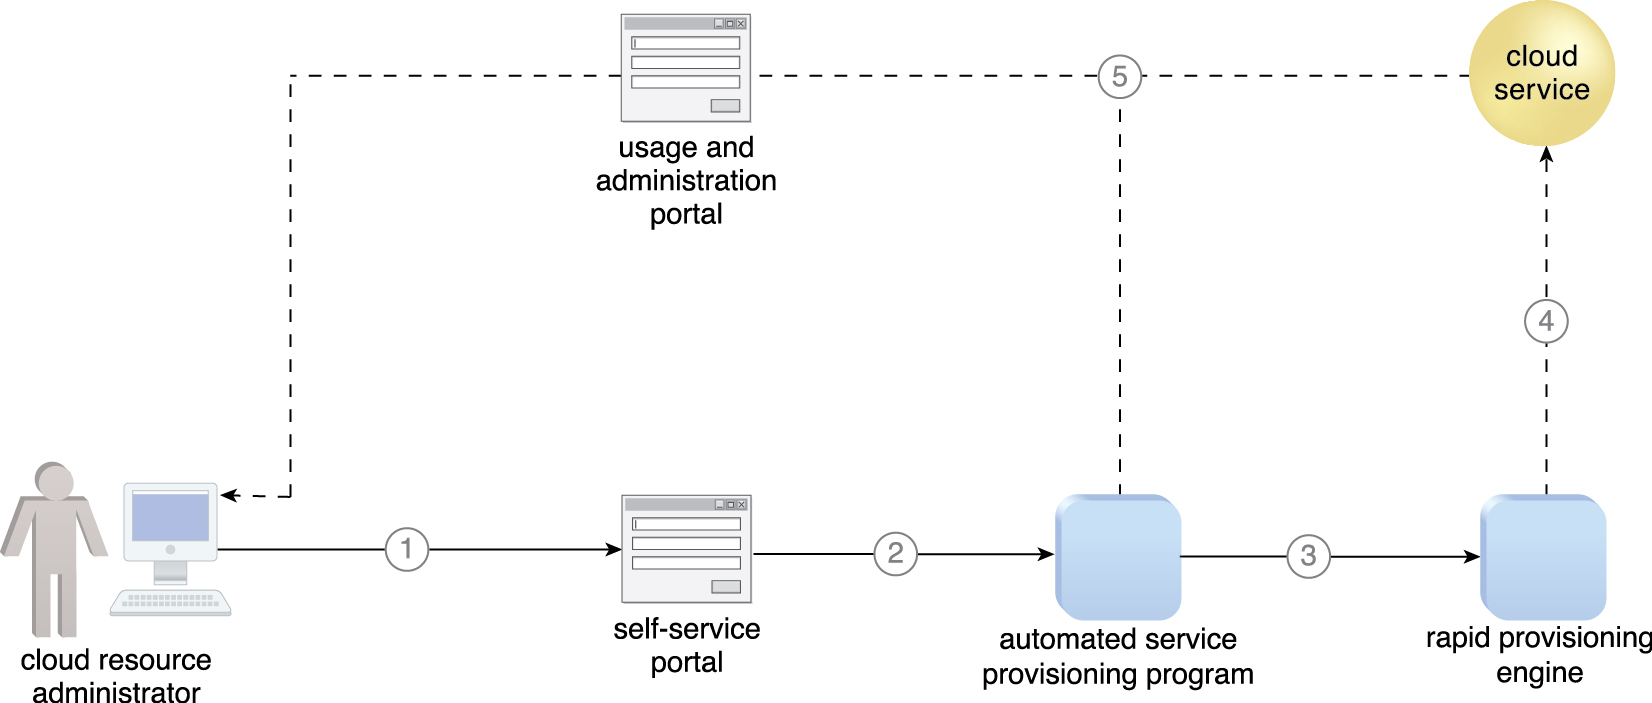 cloud
service
5
usage and
administration
portal
4
1
2
3
self-service
portal
automated service
provisioning program
rapid provisioning
engine
cloud resource
administrator